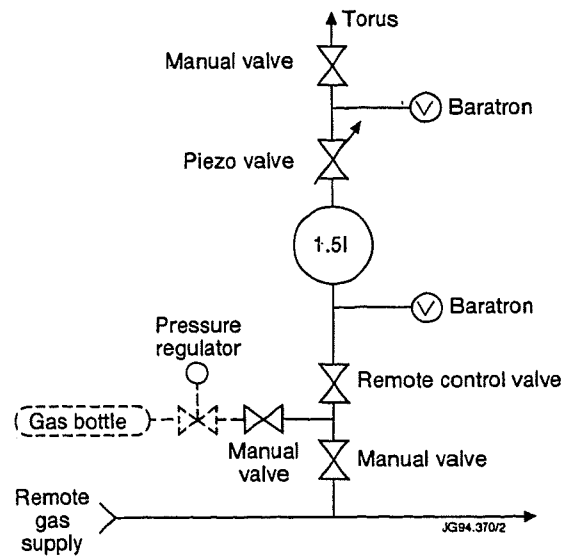 Torus
Manual valve
Baratron
Piezo valve
1.5l
Baratron
Pressure
regulator
Remote control valve
Gas bottle
Manual
valve
Manual valve
Remote
gas
supply
JG94.370/2